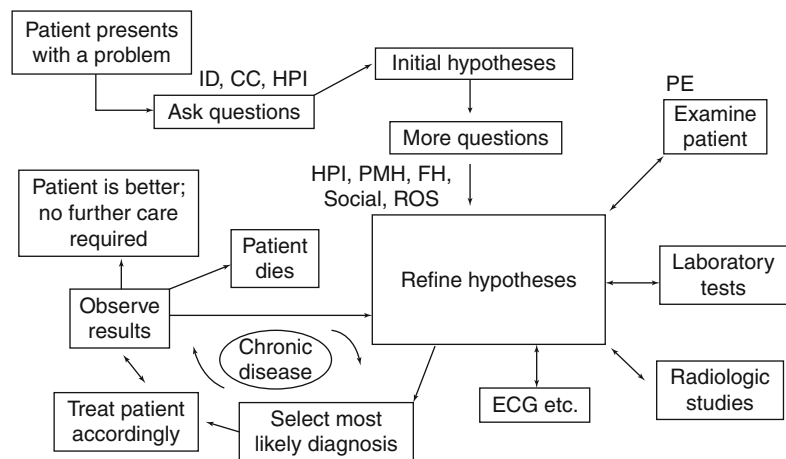 Patient presents
with a problem
ID, CC, HPI
Ask questions
Initial hypotheses
More questions
HPI, PMH, FH,
Social, ROS
PE
Examine
patient
Patient is better;
no further care
required
Patient
dies
Refine hypotheses
Laboratory
tests
Observe
results
Chronic
disease
Radiologic
studies
ECG etc.
Treat patient
accordingly
Select most
likely diagnosis